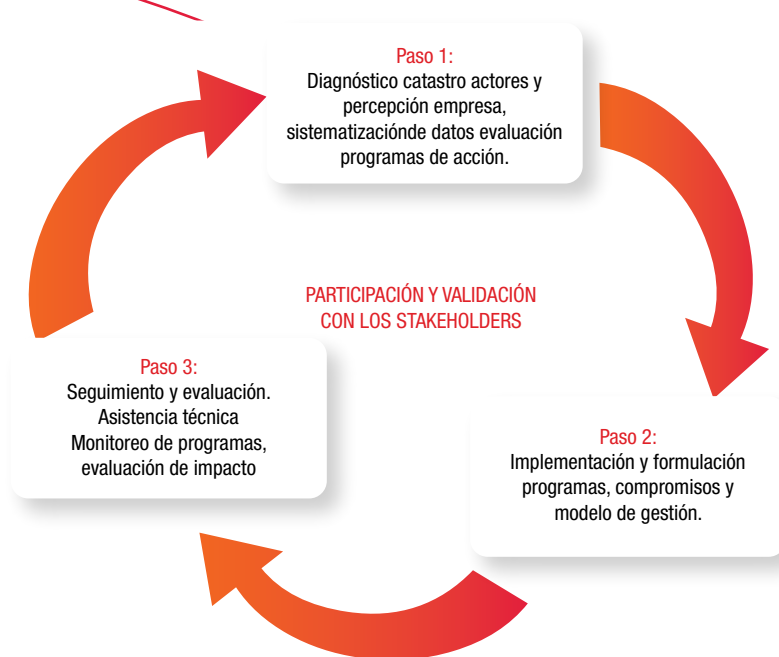 Paso 1:
Diagnóstico catastro actores y
percepción empresa,
sistematizaciónde datos evaluación
programas de acción.
PARTICIPACIÓN Y VALIDACIÓN
CON LOS STAKEHOLDERS
Paso 3:
Seguimiento y evaluación.
Asistencia técnica
Monitoreo de programas,
evaluación de impacto
Paso 2:
Implementación y formulación
programas, compromisos y
modelo de gestión.